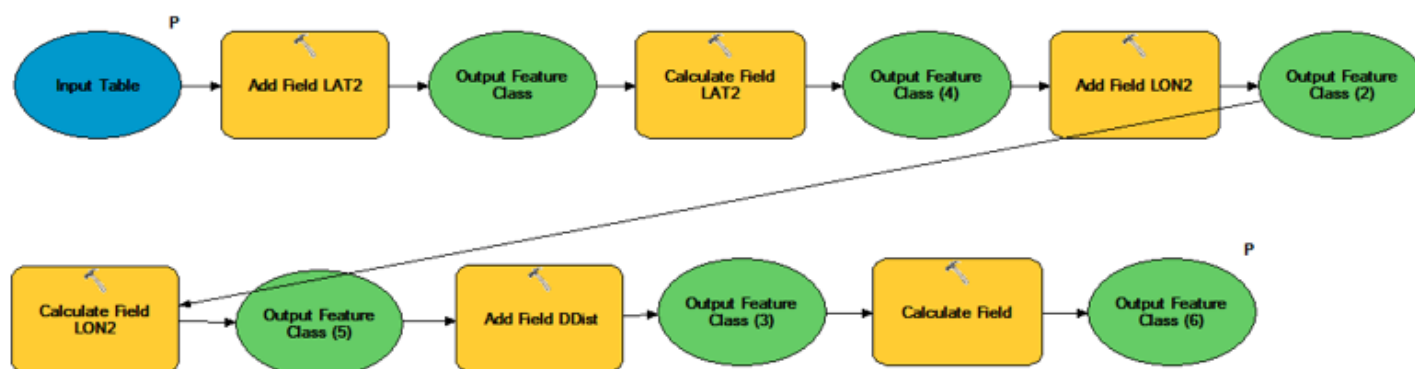 P
Input Table
Add Field LAT2
Output Feature
Class
Calculate Field
LAT2
Output Feature
Class (4)
Add Field LON2
Output Feature
Class (2)
Calculate Field
LON2
Output Feature
Class (5)
Add Field DDist
Output Feature
Class (3)
Calculate Field
Output Feature
Class (6)
P